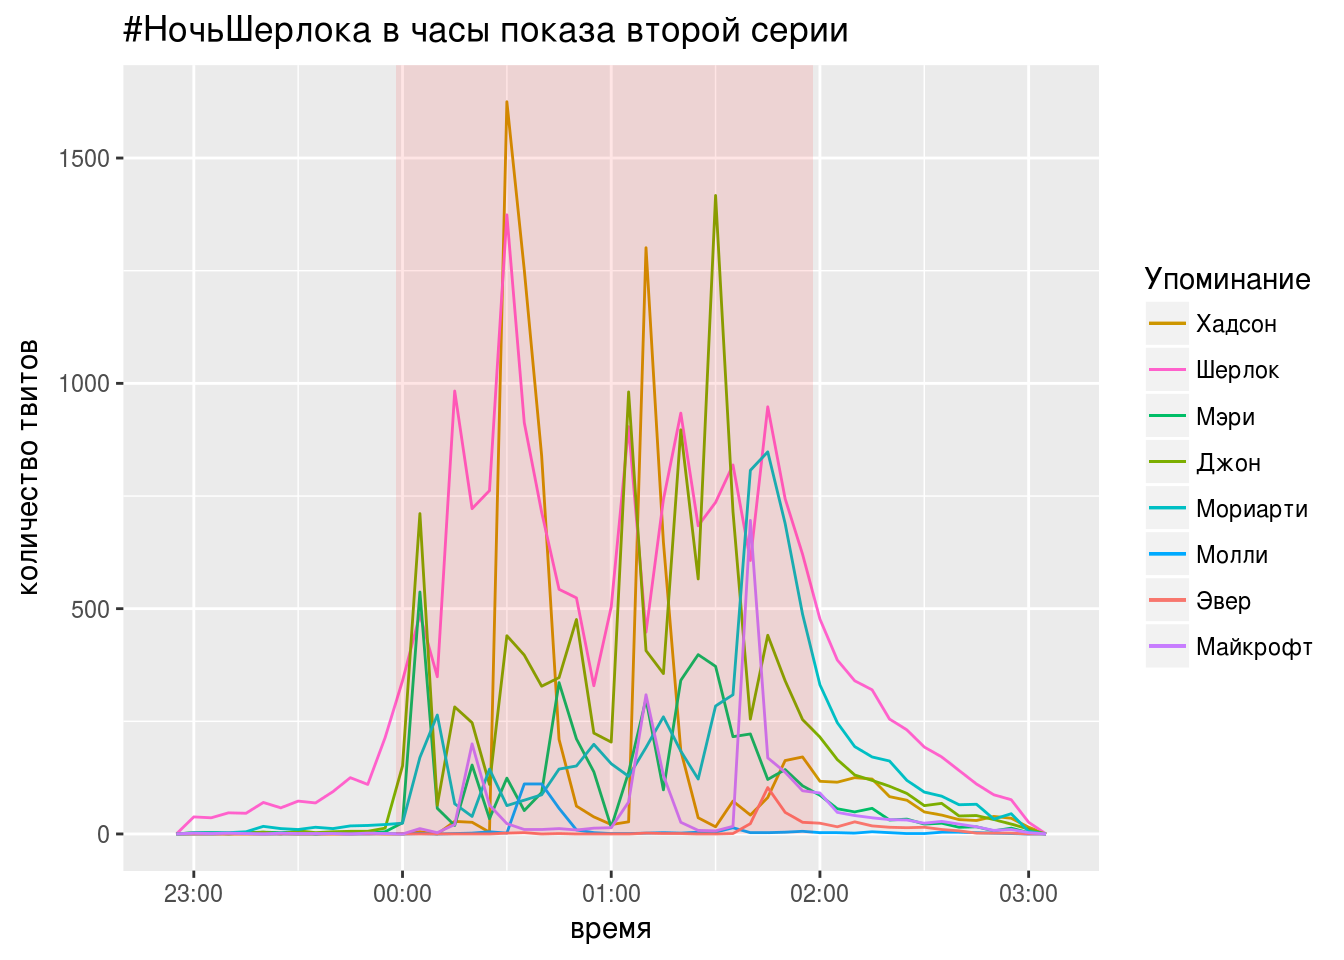 #НочьШерлока в часы показа второй серии
количество твитов
1500
1000
500
0
23:00
00:00
01:00
02:00
03:00
время
Упоминание
Хадсон
Шерлок
Мэри
Джон
Мориарти
Молли
Эвер
Майкрофт